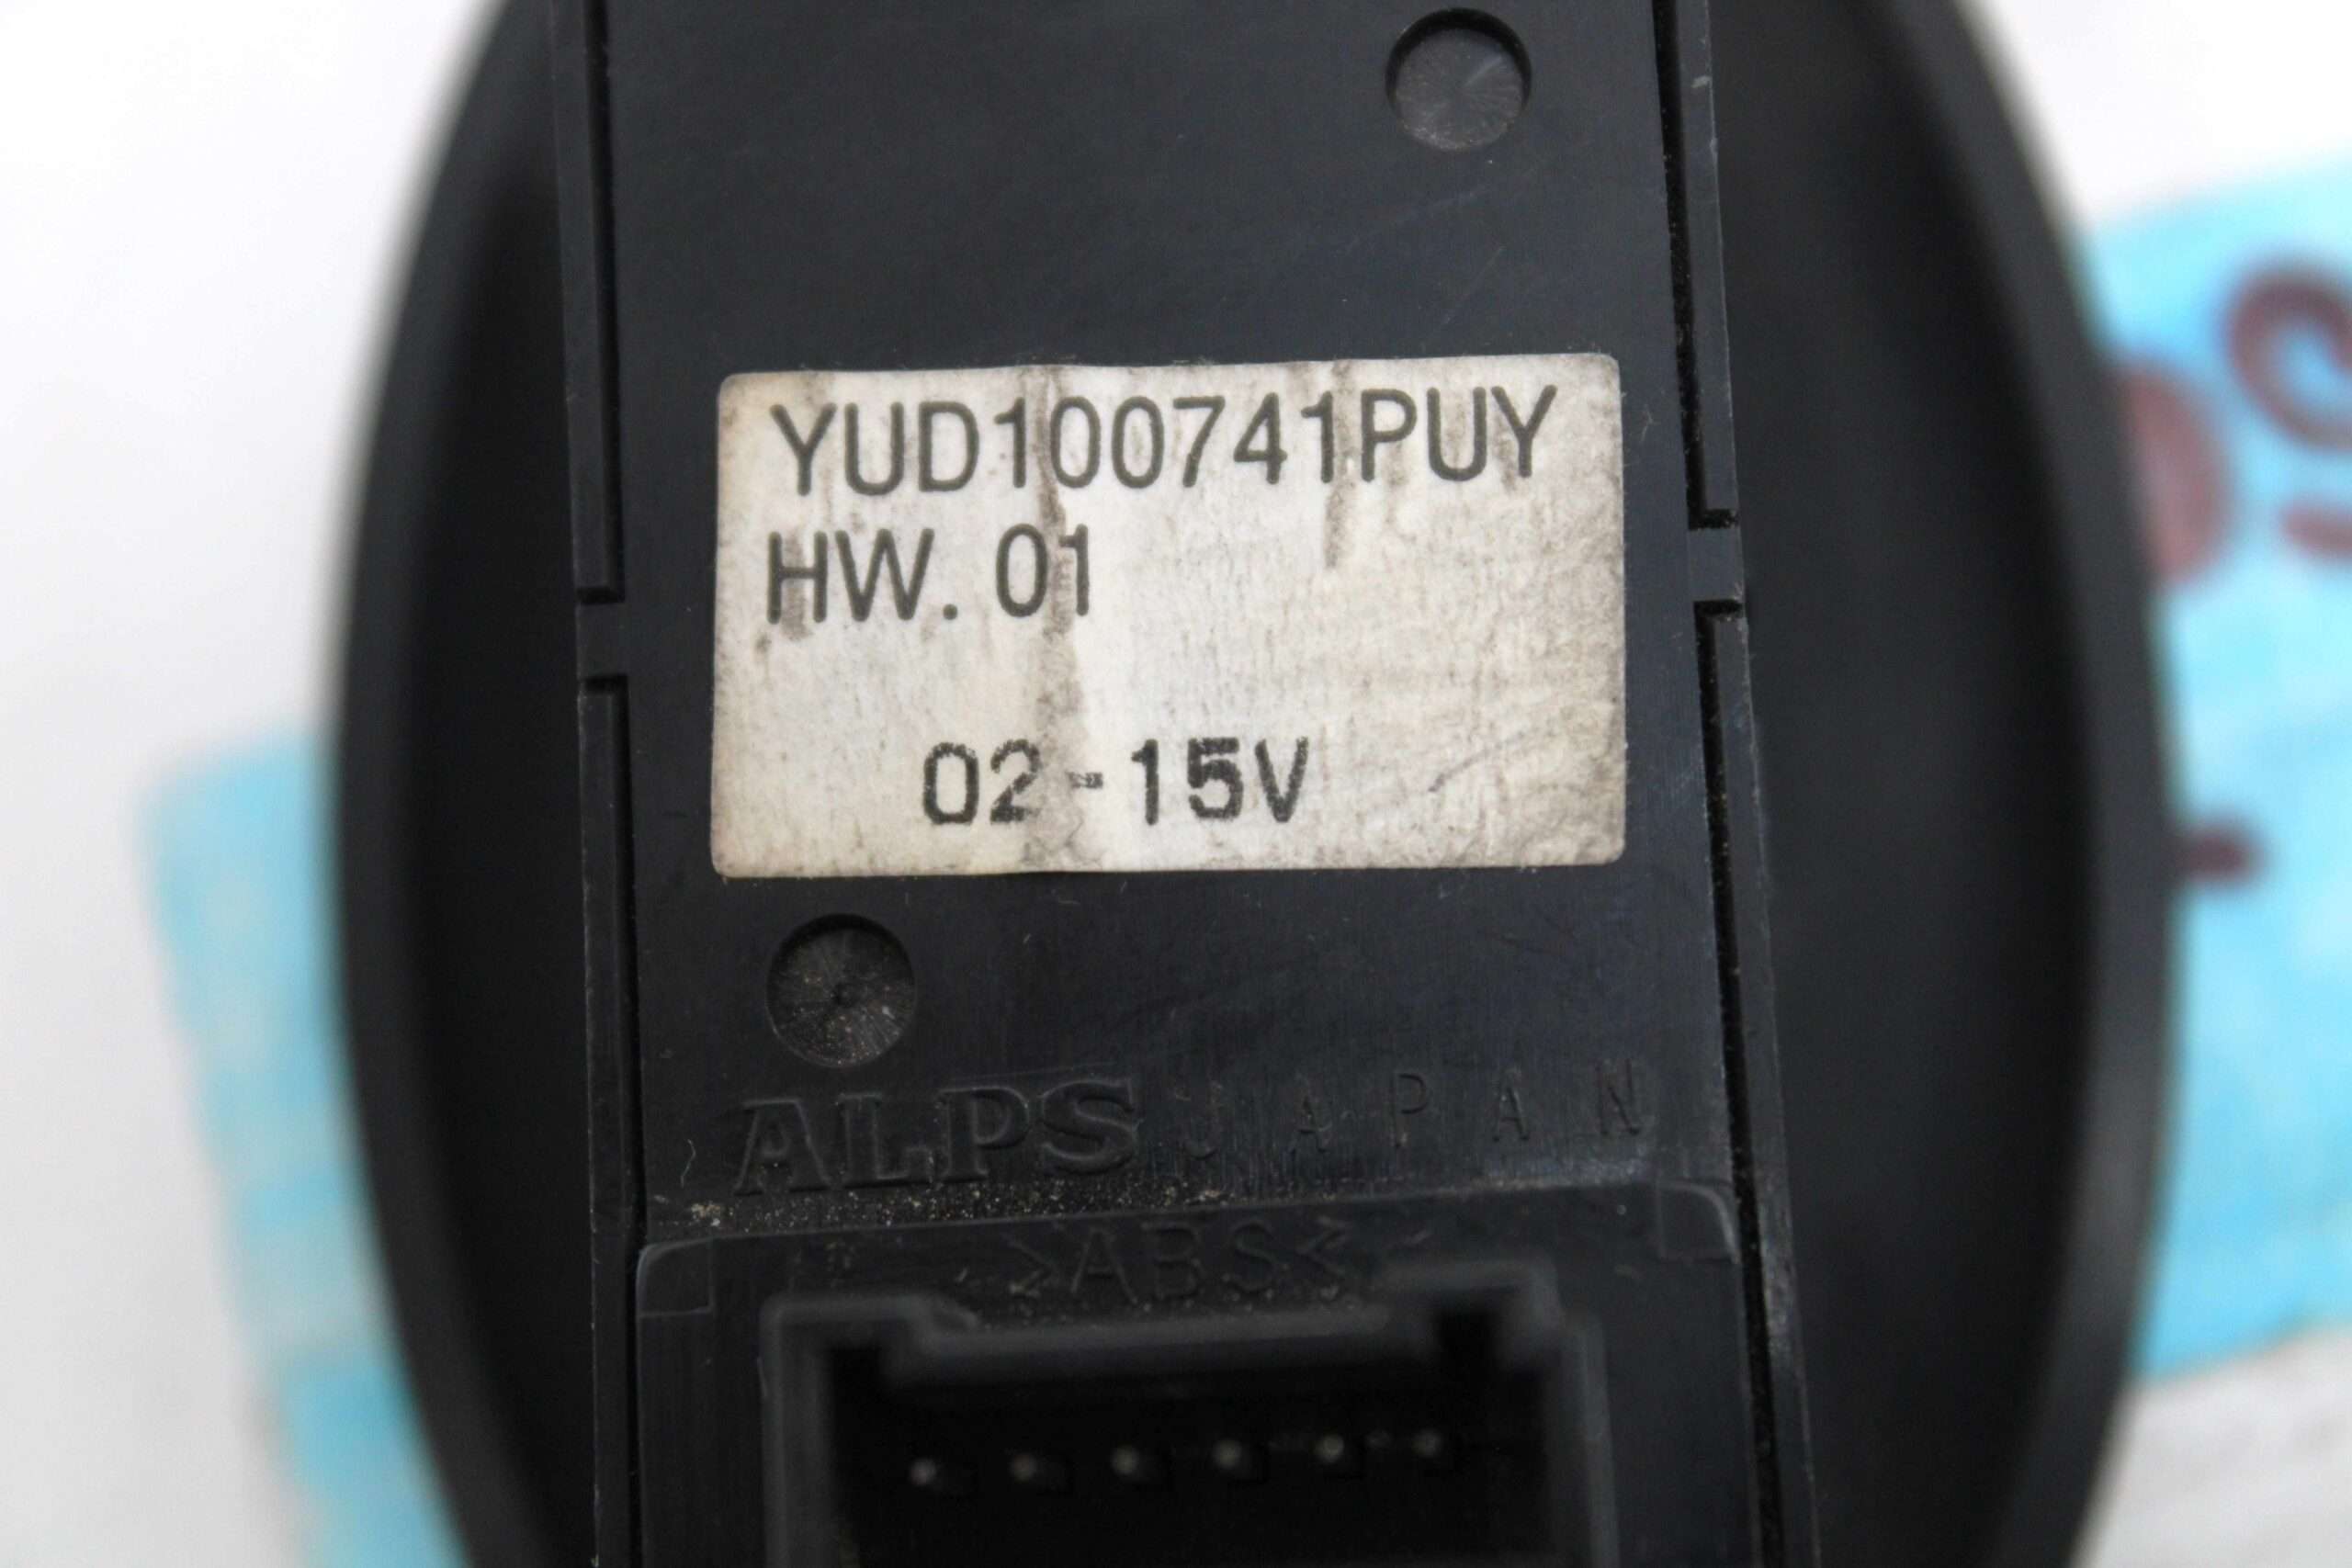 YUD100741PUY
HW. 01
02-15V
ALPS JAPAN
>ABS<